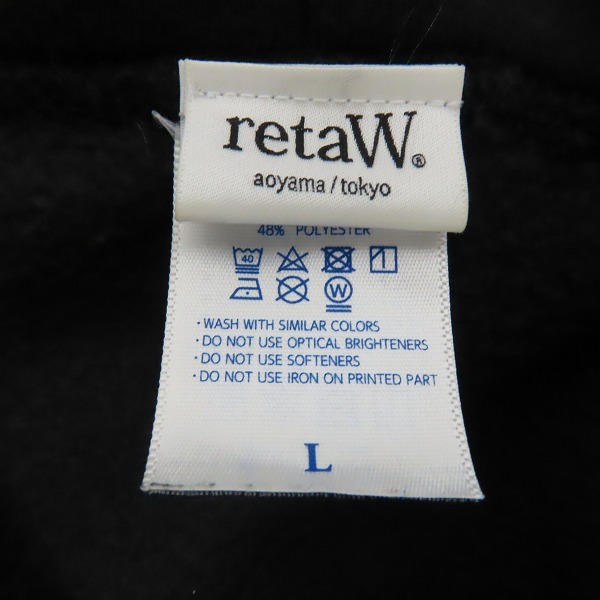 retaW®
aoyama / tokyo
48% POLYESTER
40
W
・WASH WITH SIMILAR COLORS
・DO NOT USE OPTICAL BRIGHTENERS
・DO NOT USE SOFTENERS
・DO NOT USE IRON ON PRINTED PART
L